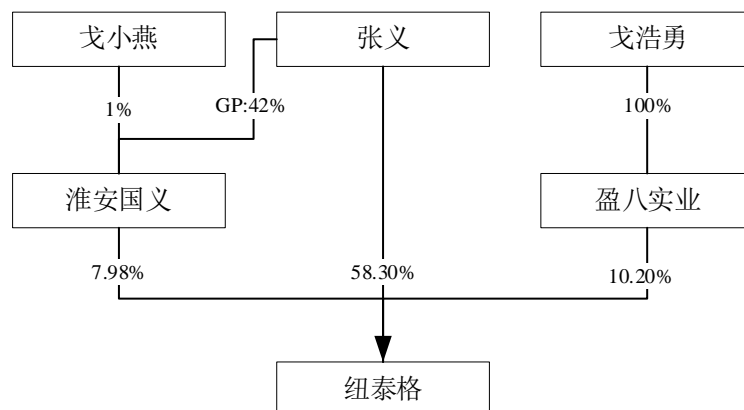 戈小燕
张义
戈浩勇
1%
GP:42%
100%
淮安国义
盈八实业
7.98%
58.30%
10.20%
纽泰格